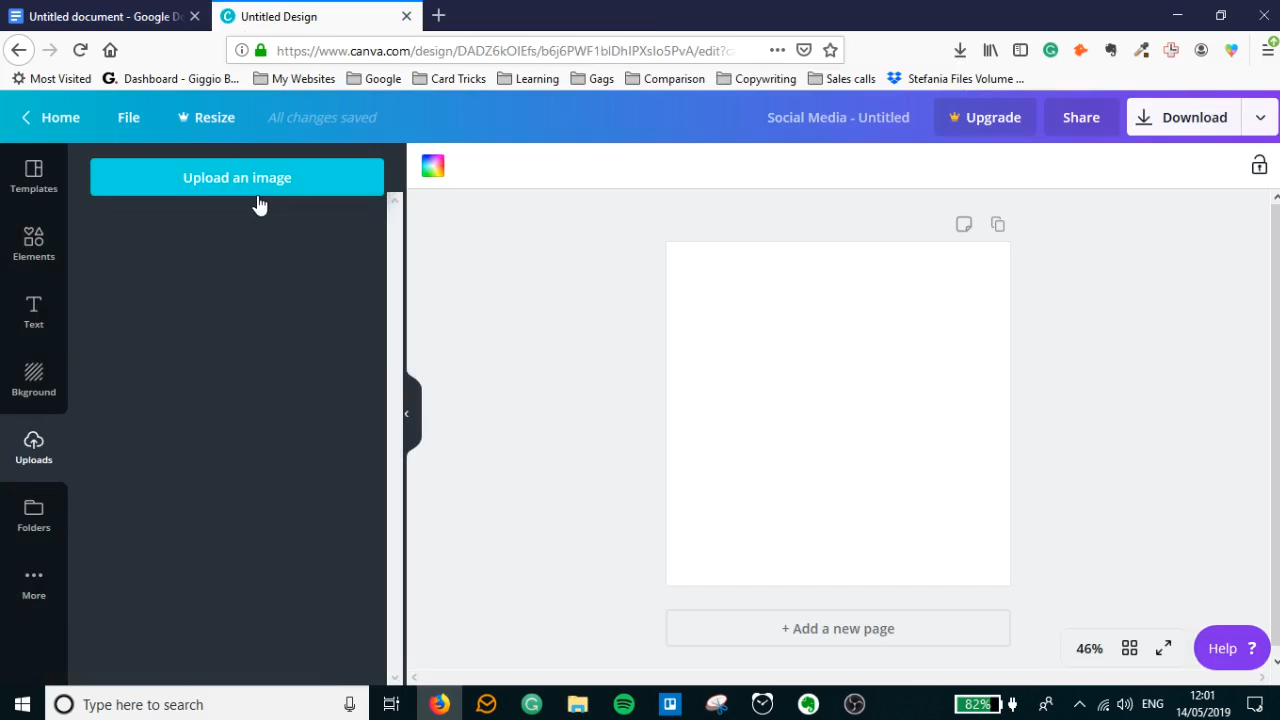 Untitled document - Google D
Untitled Design
https://www.canva.com/design/DADZ6kOIEfs/b6j6PWF1blDhIPXsIo5PvA/edit?c
Most Visited
G. Dashboard - Giggio B...
My Websites
Google
Card Tricks
Learning
Gags
Comparison
Copywriting
Sales calls
Stefania Files Volume ...
Home
File
Resize
All changes saved
Social Media - Untitled
Upgrade
Share
Download
Templates
Elements
Text
Bkground
Uploads
Folders
More
Upload an image
+ Add a new page
46%
Help ?
Type here to search
82%
ENG
12:01
14/05/2019